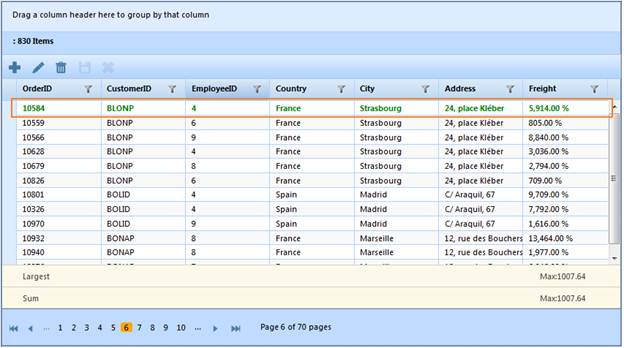 Drag a column header here to group by that column
: 830 Items
OrderID CustomerID EmployeeID Country City Address Freight
10584 BLONP 4 France Strasbourg 24, place Kléber 5,914.00 %
10559 BLONP 6 France Strasbourg 24, place Kléber 805.00 %
10566 BLONP 9 France Strasbourg 24, place Kléber 8,840.00 %
10628 BLONP 4 France Strasbourg 24, place Kléber 3,036.00 %
10679 BLONP 8 France Strasbourg 24, place Kléber 2,794.00 %
10826 BLONP 6 France Strasbourg 24, place Kléber 709.00 %
10801 BOLID 4 Spain Madrid C/ Araquil, 67 9,709.00 %
10326 BOLID 4 Spain Madrid C/ Araquil, 67 7,792.00 %
10970 BOLID 9 Spain Madrid C/ Araquil, 67 1,616.00 %
10932 BONAP 8 France Marseille 12, rue des Bouchers 13,464.00 %
10940 BONAP 8 France Marseille 12, rue des Bouchers 1,977.00 %
Largest Max:1007.64
Sum Max:1007.64
... 1 2 3 4 5 6 7 8 9 10 ... Page 6 of 70 pages